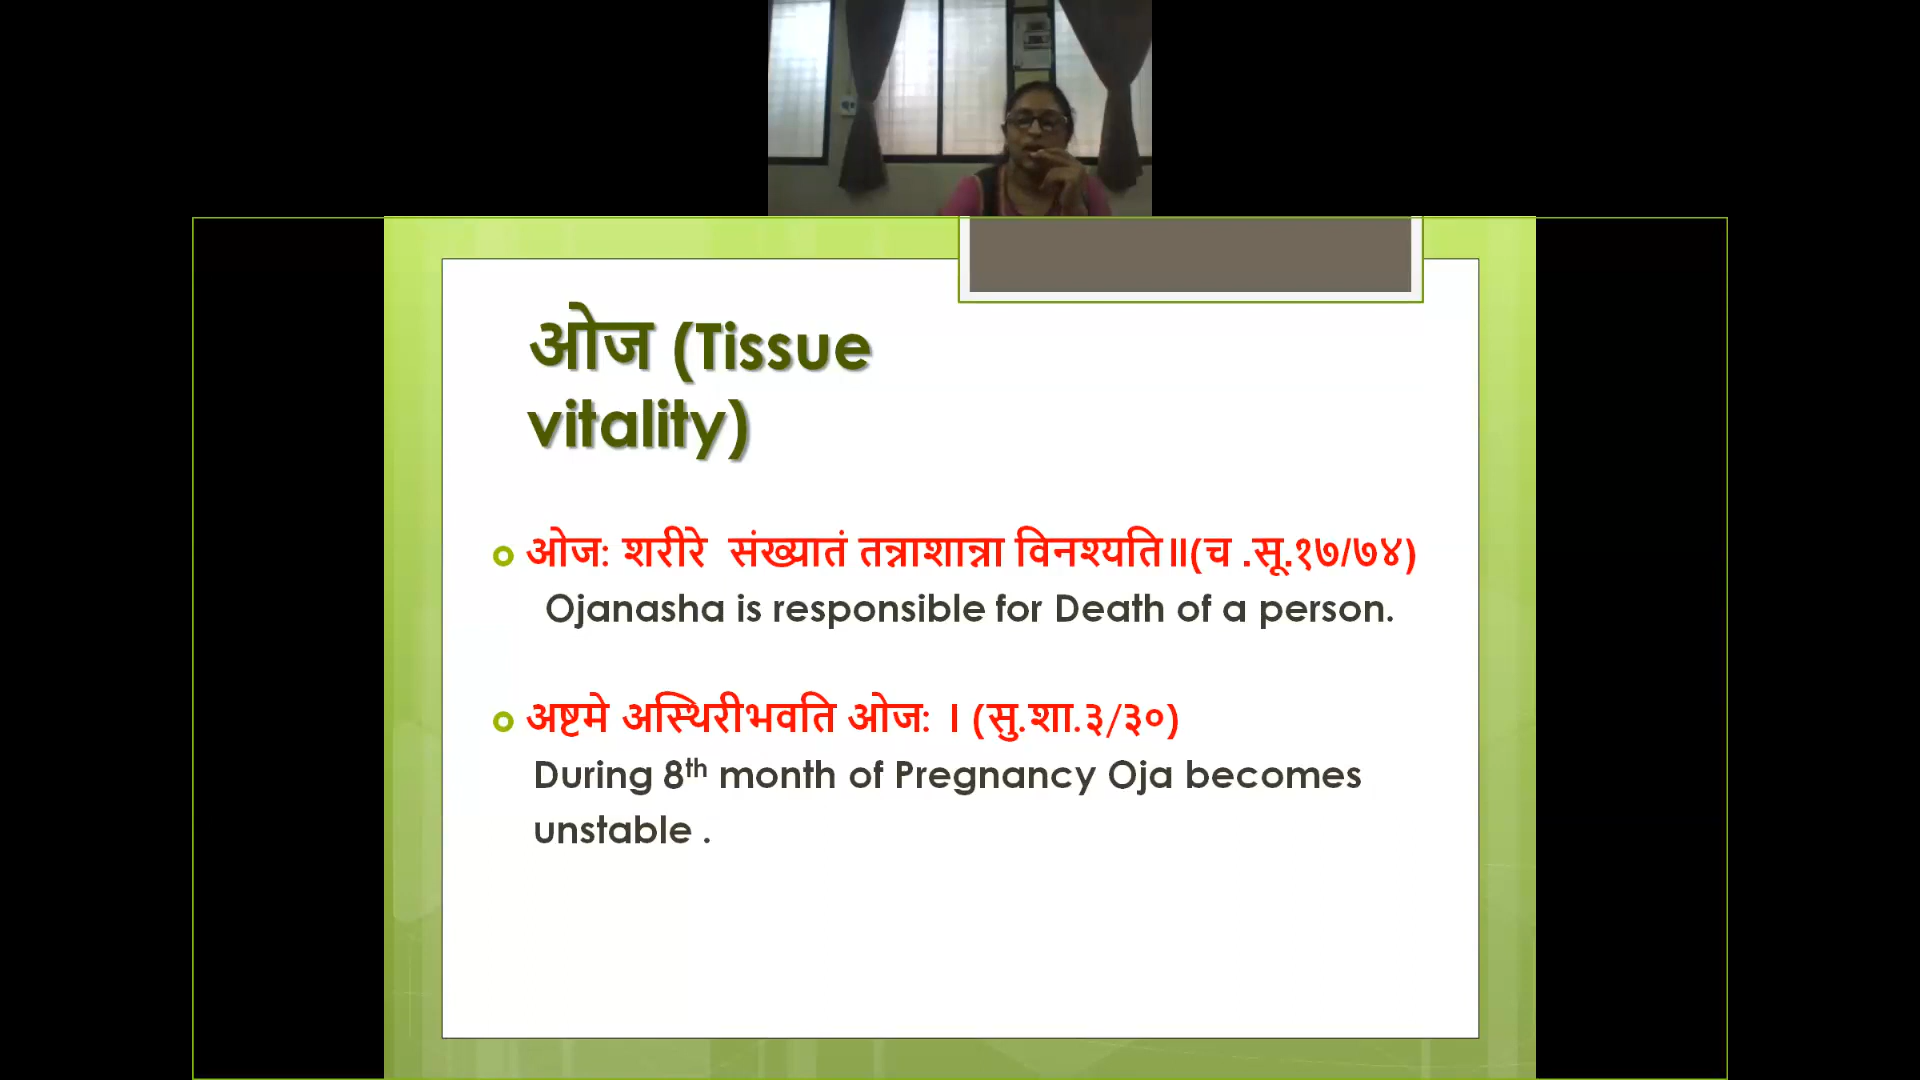 ओज (Tissue
vitality)
ओजः शरीरे संख्यातं तन्नाशान्ना विनश्यति॥(च .सू.१७/७४)
Ojanasha is responsible for Death of a person.
अष्टमे अस्थिरीभवति ओजः । (सु.शा.३/३०)
During 8th month of Pregnancy Oja becomes
unstable .